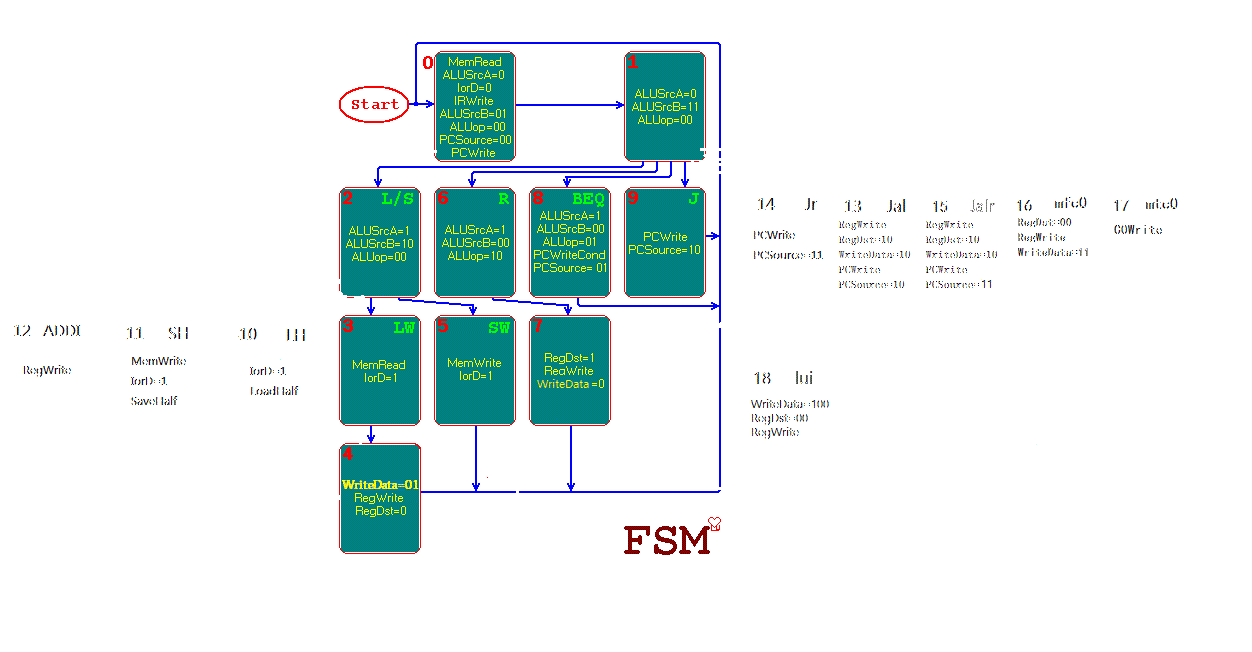 Start
0
MemRead
ALUSrcA=0
IorD=0
IRWrite
ALUSrcB=01
ALUop=00
PCSource=00
PCWrite
1
ALUSrcA=0
ALUSrcB=11
ALUop=00
2 L/S
ALUSrcA=1
ALUSrcB=10
ALUop=00
6 R
ALUSrcA=1
ALUSrcB=00
ALUop=10
8 BEQ
ALUSrcA=1
ALUSrcB=00
ALUop=01
PCWriteCond
PCSource= 01
9 J
PCWrite
PCSource=10
14 Jr
PCWrite
PCSource=11
13 Jal
RegWrite
RegDst=10
WriteData=10
PCWrite
PCSource=10
15 Jalr
RegWrite
RegDst=10
WriteData=10
PCWrite
PCSource=11
16 mfc0
RegDst=00
RegWrite
WriteData=11
17 mtc0
COWrite
12 ADDI
RegWrite
11 SH
MemWrite
IorD=1
SaveHalf
10 LH
IorD=1
LoadHalf
3 LW
MemRead
IorD=1
5 SW
MemWrite
IorD=1
7
RegDst=1
RegWrite
WriteData =0
18 lui
WriteData=100
RegDst=00
RegWrite
4
WriteData=01
RegWrite
RegDst=0
FSM